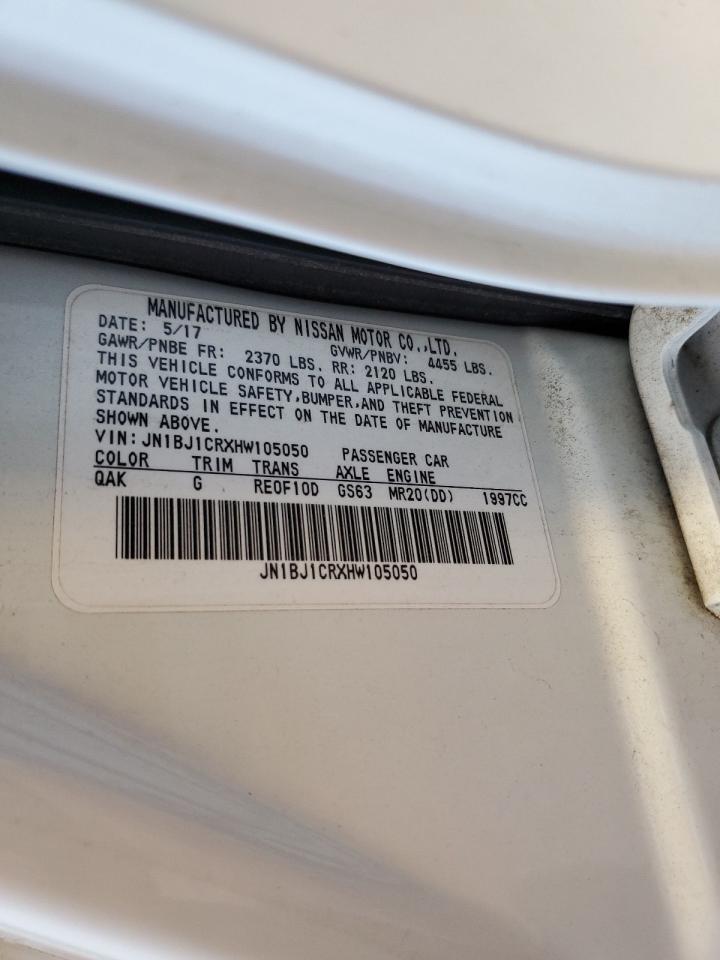 MANUFACTURED BY NISSAN MOTOR CO.,LTD.
DATE: 5/17 GVWR/PNBV: 4455 LBS.
GAWR/PNBE FR: 2370 LBS. RR: 2120 LBS.
THIS VEHICLE CONFORMS TO ALL APPLICABLE FEDERAL
MOTOR VEHICLE SAFETY,BUMPER,AND THEFT PREVENTION
STANDARDS IN EFFECT ON THE DATE OF MANUFACTURE
SHOWN ABOVE.
VIN: JN1BJ1CRXHW105050 PASSENGER CAR
COLOR TRIM TRANS AXLE ENGINE
QAK G RE0F10D GS63 MR20(DD) 1997CC
JN1BJ1CRXHW105050